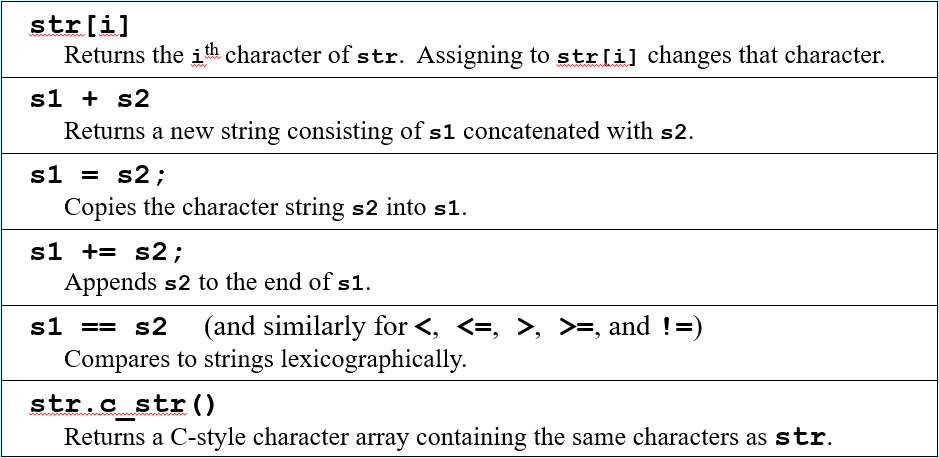 str[i]
Returns the ith character of str. Assigning to str[i] changes that character.
s1 + s2
Returns a new string consisting of s1 concatenated with s2.
s1 = s2;
Copies the character string s2 into s1.
s1 += s2;
Appends s2 to the end of s1.
s1 == s2 (and similarly for <, <=, >, >=, and !=)
Compares to strings lexicographically.
str.c_str()
Returns a C-style character array containing the same characters as str.